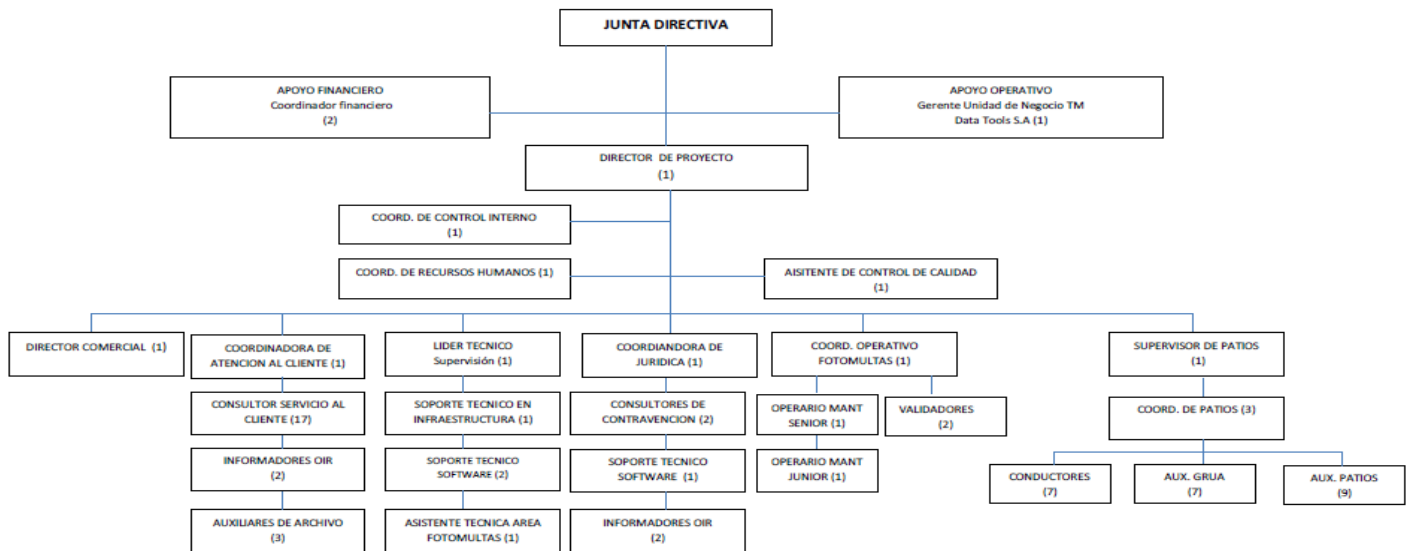 JUNTA DIRECTIVA
APOYO FINANCIERO
Coordinador financiero
(2)
APOYO OPERATIVO
Gerente Unidad de Negocio TM
Data Tools S.A (1)
DIRECTOR DE PROYECTO
(1)
COORD. DE CONTROL INTERNO
(1)
COORD. DE RECURSOS HUMANOS (1)
AISITENTE DE CONTROL DE CALIDAD
(1)
DIRECTOR COMERCIAL (1)
COORDINADORA DE
ATENCION AL CLIENTE (1)
LIDER TECNICO
Supervisión (1)
COORDIANDORA DE
JURIDICA (1)
COORD. OPERATIVO
FOTOMULTAS (1)
SUPERVISOR DE PATIOS
(1)
CONSULTOR SERVICIO AL
CLIENTE (17)
SOPORTE TECNICO EN
INFRAESTRUCTURA (1)
CONSULTORES DE
CONTRAVENCION (2)
OPERARIO MANT
SENIOR (1)
VALIDADORES
(2)
COORD. DE PATIOS (3)
INFORMADORES OIR
(2)
SOPORTE TECNICO
SOFTWARE (2)
SOPORTE TECNICO
SOFTWARE (1)
OPERARIO MANT
JUNIOR (1)
CONDUCTORES
(7)
AUX. GRUA
(7)
AUX. PATIOS
(9)
AUXILIARES DE ARCHIVO
(3)
ASISTENTE TECNICA AREA
FOTOMULTAS (1)
INFORMADORES OIR
(2)